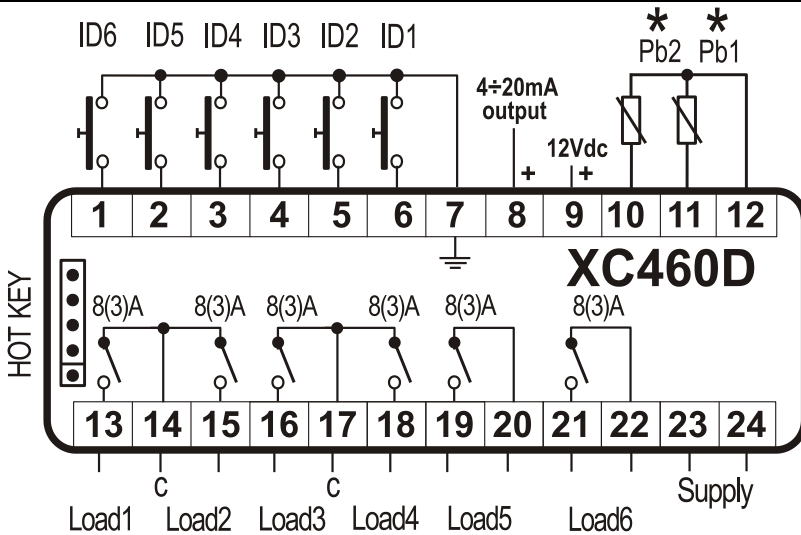 ID6 ID5 ID4 ID3 ID2 ID1
* *
Pb2 Pb1
4÷20mA
output
+
12Vdc
+
1 2 3 4 5 6 7 8 9 10 11 12
XC460D
HOT KEY
8(3)A 8(3)A 8(3)A 8(3)A 8(3)A 8(3)A
13 14 15 16 17 18 19 20 21 22 23 24
C C
Supply
Load1 Load2 Load3 Load4 Load5 Load6